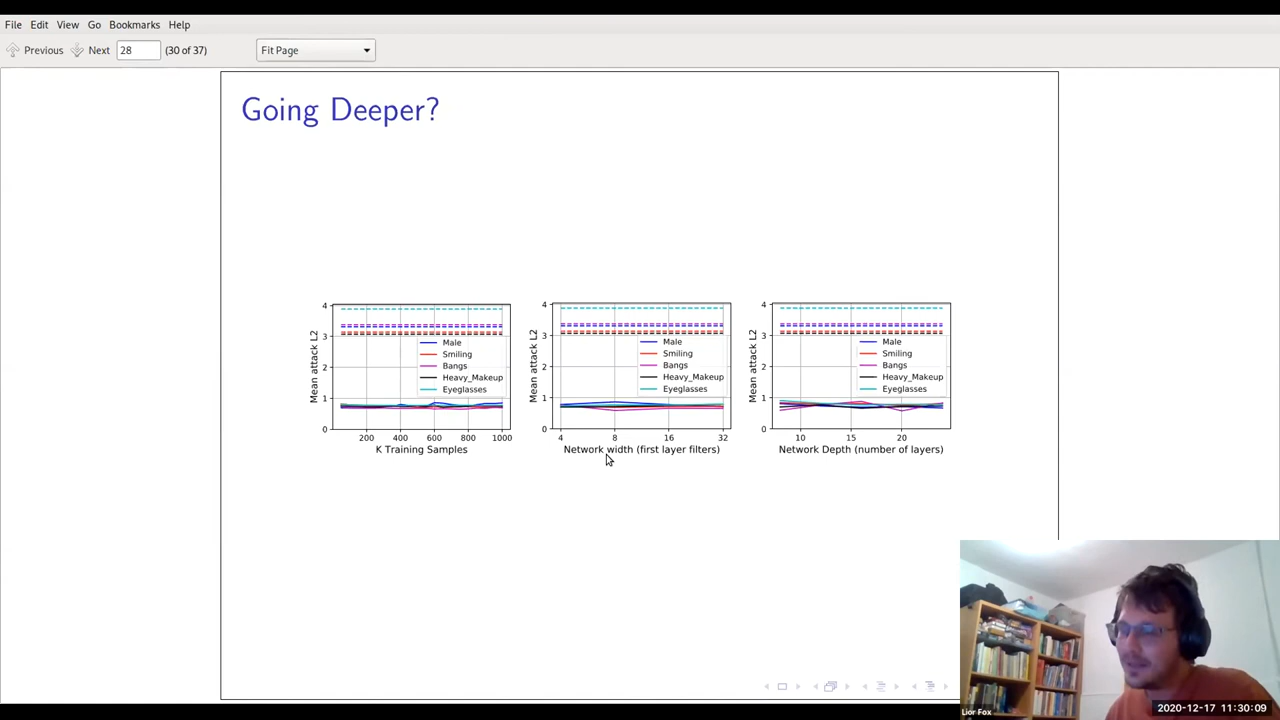 File Edit View Go Bookmarks Help
Previous Next 28 (30 of 37) Fit Page
Going Deeper?
Mean attack L2
4
3
2
1
0
Male
Smiling
Bangs
Heavy_Makeup
Eyeglasses
200 400 600 800 1000
K Training Samples
Mean attack L2
4
3
2
1
0
Male
Smiling
Bangs
Heavy_Makeup
Eyeglasses
4 8 16 32
Network width (first layer filters)
Mean attack L2
4
3
2
1
0
Male
Smiling
Bangs
Heavy_Makeup
Eyeglasses
10 15 20
Network Depth (number of layers)
Lior Fox
2020-12-17 11:30:09